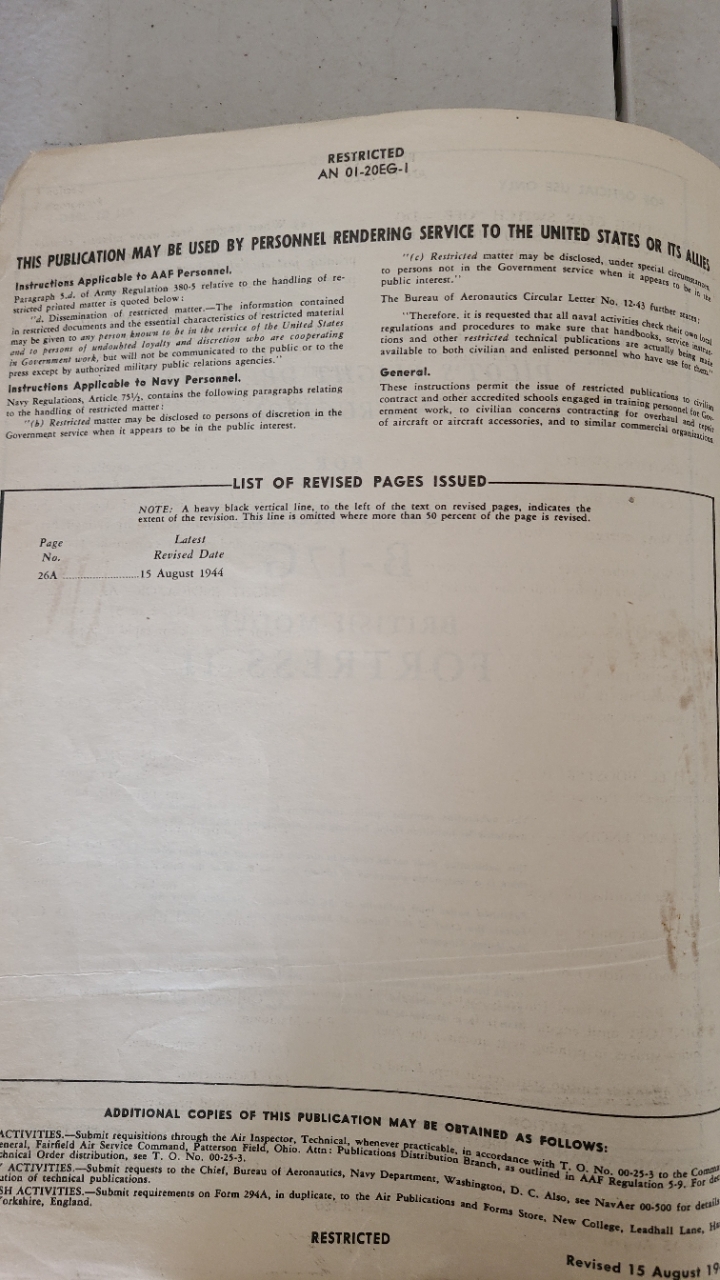 RESTRICTED
AN 01-20EG-1
THIS PUBLICATION MAY BE USED BY PERSONNEL RENDERING SERVICE TO THE UNITED STATES OR ITS ALLIES
Instructions Applicable to AAF Personnel.
Paragraph 5.d. of Army Regulation 380-5 relative to the handling of re-
stricted printed matter is quoted below:
"d. Dissemination of restricted matter.—The information contained
in restricted documents and the essential characteristics of restricted material
may be given to any person known to be in the service of the United States
and to persons of undoubted loyalty and discretion who are cooperating
in Government work, but will not be communicated to the public or to the
press except by authorized military public relations agencies."
Instructions Applicable to Navy Personnel.
Navy Regulations, Article 75½, contains the following paragraphs relating
to the handling of restricted matter:
"(b) Restricted matter may be disclosed to persons of discretion in the
Government service when it appears to be in the public interest.
"(c) Restricted matter may be disclosed, under special circumstances,
to persons not in the Government service when it appears to be in the
public interest."
The Bureau of Aeronautics Circular Letter No. 12-43 further states:
"Therefore, it is requested that all naval activities check their own local
regulations and procedures to make sure that handbooks, service instruc-
tions and other restricted technical publications are actually being made
available to both civilian and enlisted personnel who have use for them."
General.
These instructions permit the issue of restricted publications to civilian
contract and other accredited schools engaged in training personnel for Gov-
ernment work, to civilian concerns contracting for overhaul and repair
of aircraft or aircraft accessories, and to similar commercial organizations.
LIST OF REVISED PAGES ISSUED
NOTE: A heavy black vertical line, to the left of the text on revised pages, indicates the
extent of the revision. This line is omitted where more than 50 percent of the page is revised.
Page Latest
No. Revised Date
26A ........................ 15 August 1944
B-17G
BRITISH MODEL
FORTRESS II
ADDITIONAL COPIES OF THIS PUBLICATION MAY BE OBTAINED AS FOLLOWS:
ACTIVITIES.—Submit requisitions through the Air Inspector, Technical, whenever practicable, in accordance with T. O. No. 00-25-3 to the Comma
eneral, Fairfield Air Service Command, Patterson Field, Ohio. Attn: Publications Distribution Branch, as outlined in AAF Regulation 5-9. For det
chnical Order distribution, see T. O. No. 00-25-3.
ACTIVITIES.—Submit requests to the Chief, Bureau of Aeronautics, Navy Department, Washington, D. C. Also, see NavAer 00-500 for details
ution of technical publications.
SH ACTIVITIES.—Submit requirements on Form 294A, in duplicate, to the Air Publications and Forms Store, New College, Leadhall Lane, Ha
orkshire, England.
RESTRICTED
Revised 15 August 19